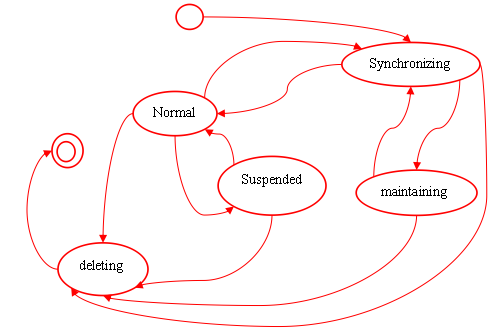 Synchronizing
Normal
Suspended
maintaining
deleting